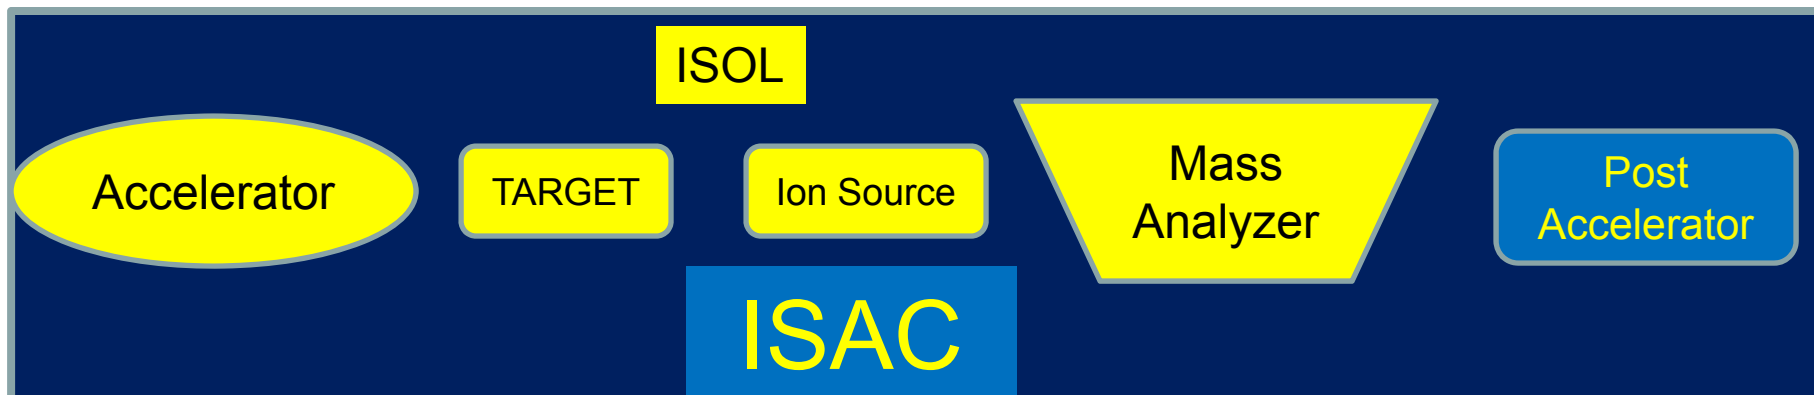 ISOL
Accelerator
TARGET
Ion Source
Mass
Analyzer
Post
Accelerator
ISAC